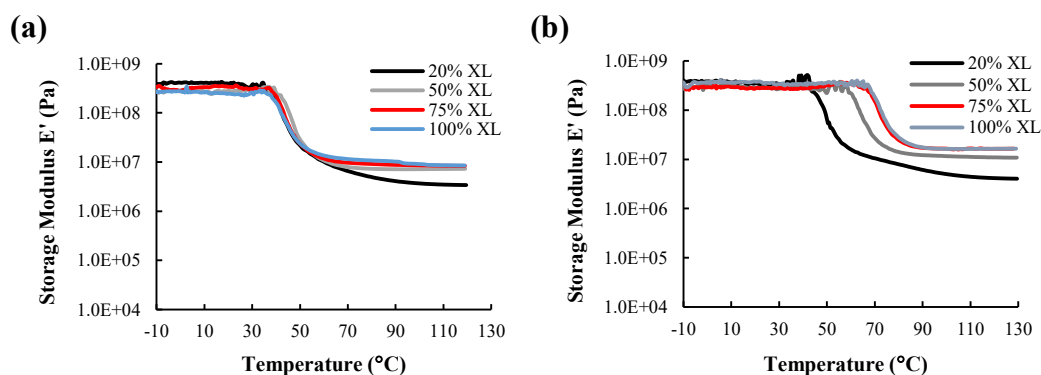 (a)
Storage Modulus E' (Pa)
1.0E+09
1.0E+08
1.0E+07
1.0E+06
1.0E+05
1.0E+04
-10 10 30 50 70 90 110 130
Temperature (°C)
20% XL
50% XL
75% XL
100% XL
(b)
Storage Modulus E' (Pa)
1.0E+09
1.0E+08
1.0E+07
1.0E+06
1.0E+05
1.0E+04
-10 10 30 50 70 90 110 130
Temperature (°C)
20% XL
50% XL
75% XL
100% XL